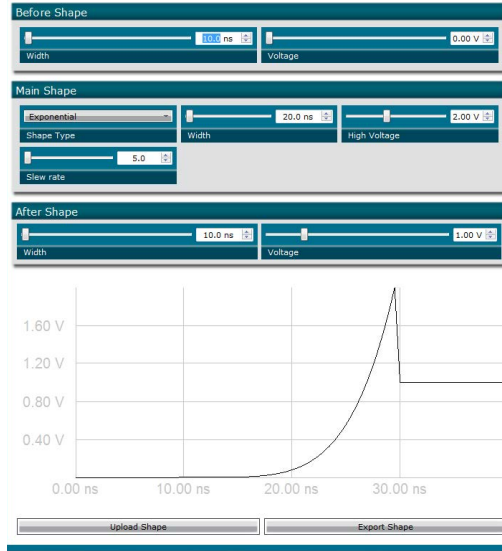 Before Shape
10.0 ns 0.00 V
Width Voltage
Main Shape
Exponential 20.0 ns 2.00 V
Shape Type Width High Voltage
5.0
Slew rate
After Shape
10.0 ns 1.00 V
Width Voltage
1.60 V
1.20 V
0.80 V
0.40 V
0.00 ns 10.00 ns 20.00 ns 30.00 ns
Upload Shape Export Shape